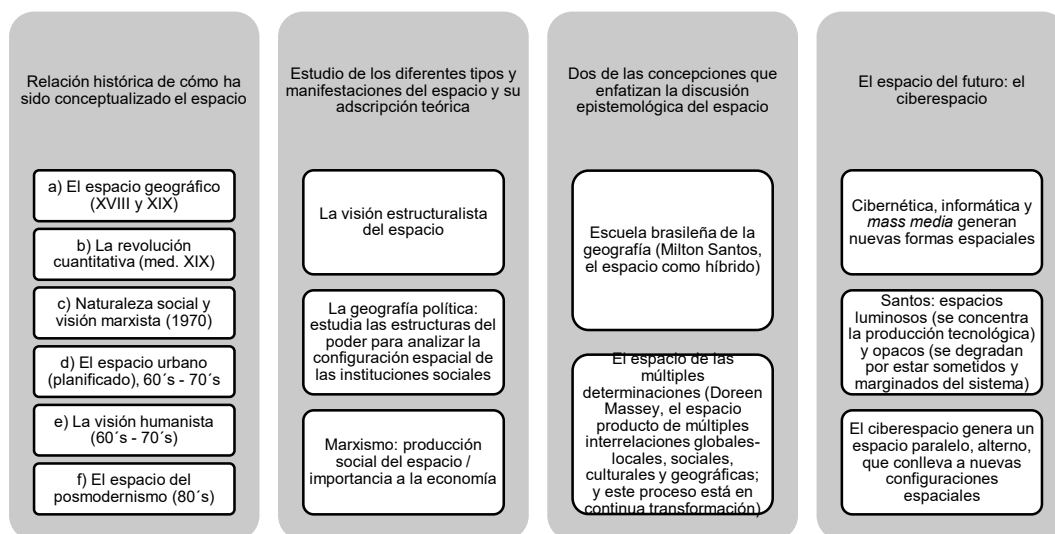 Relación histórica de cómo ha
sido conceptualizado el espacio
a) El espacio geográfico
(XVIII y XIX)
b) La revolución
cuantitativa (med. XIX)
c) Naturaleza social y
visión marxista (1970)
d) El espacio urbano
(planificado), 60´s - 70´s
e) La visión humanista
(60´s - 70´s)
f) El espacio del
posmodernismo (80´s)
Estudio de los diferentes tipos y
manifestaciones del espacio y su
adscripción teórica
La visión estructuralista
del espacio
La geografía política:
estudia las estructuras del
poder para analizar la
configuración espacial de
las instituciones sociales
Marxismo: producción
social del espacio /
importancia a la economía
Dos de las concepciones que
enfatizan la discusión
epistemológica del espacio
Escuela brasileña de la
geografía (Milton Santos,
el espacio como híbrido)
El espacio de las
múltiples
determinaciones (Doreen
Massey, el espacio
producto de múltiples
interrelaciones globales-
locales, sociales,
culturales y geográficas;
y este proceso está en
continua transformación)
El espacio del futuro: el
ciberespacio
Cibernética, informática y
mass media generan
nuevas formas espaciales
Santos: espacios
luminosos (se concentra
la producción tecnológica)
y opacos (se degradan
por estar sometidos y
marginados del sistema)
El ciberespacio genera un
espacio paralelo, alterno,
que conlleva a nuevas
configuraciones
espaciales